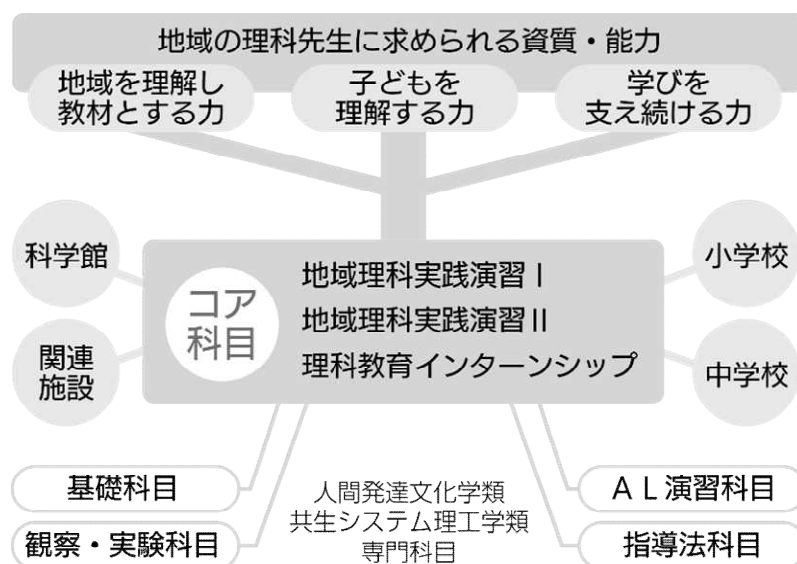 地域の理科先生に求められる資質・能力
地域を理解し
教材とする力
子どもを
理解する力
学びを
支え続ける力
科学館
関連
施設
コア
科目
地域理科実践演習Ⅰ
地域理科実践演習Ⅱ
理科教育インターンシップ
小学校
中学校
基礎科目
観察・実験科目
人間発達文化学類
共生システム理工学類
専門科目
ＡＬ演習科目
指導法科目